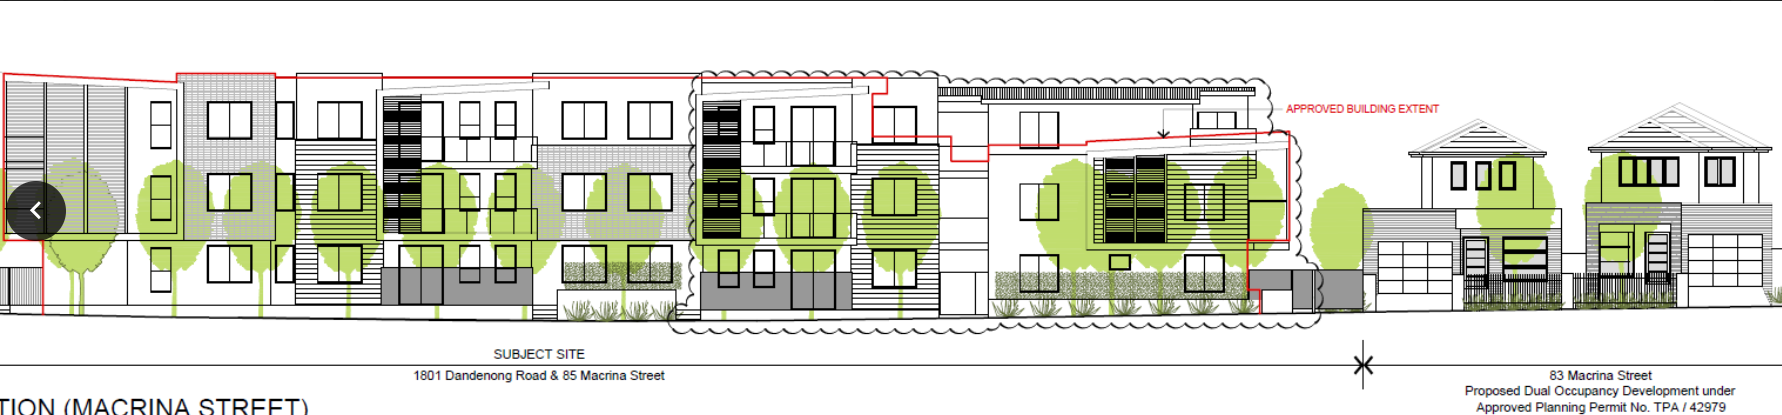 APPROVED BUILDING EXTENT
SUBJECT SITE
1801 Dandenong Road & 85 Macrina Street
83 Macrina Street
Proposed Dual Occupancy Development under
Approved Planning Permit No. TPA / 42979
TION (MACRINA STREET)